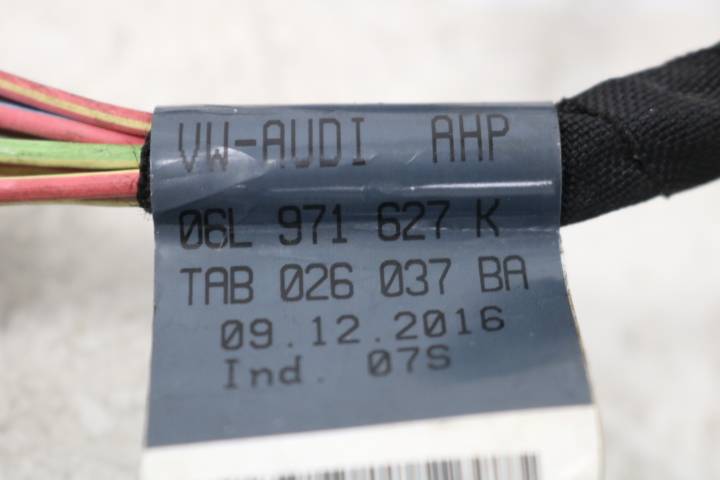 VW-AUDI AHP
06L 971 627 K
TAB 026 037 BA
09.12.2016
Ind. 07S